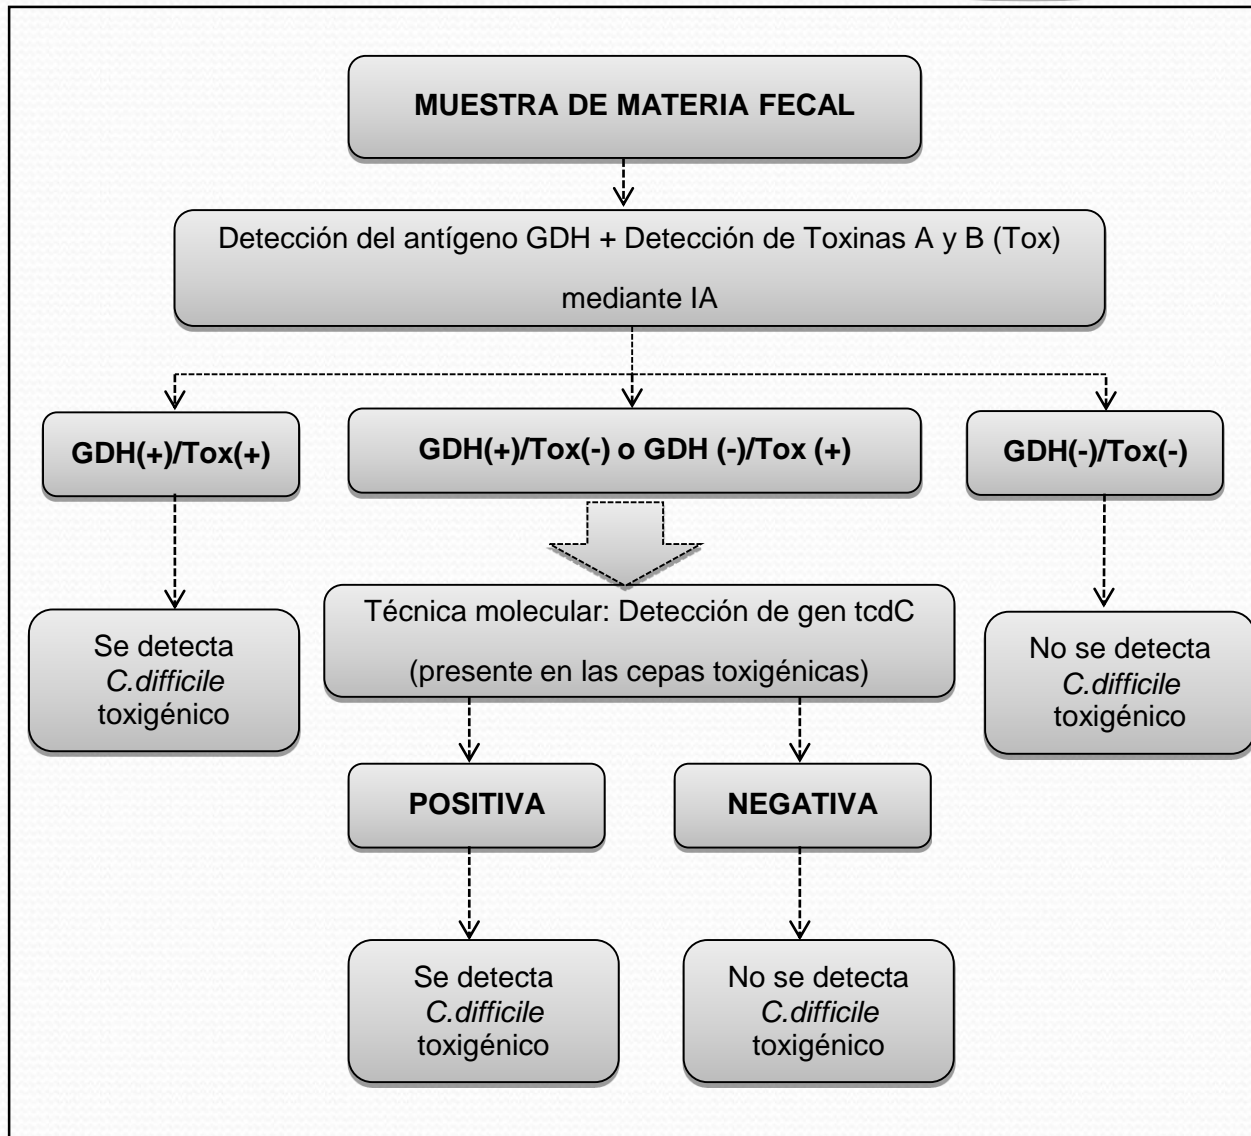 MUESTRA DE MATERIA FECAL
Detección del antígeno GDH + Detección de Toxinas A y B (Tox)
mediante IA
GDH(+)/Tox(+)
GDH(+)/Tox(-) o GDH (-)/Tox (+)
GDH(-)/Tox(-)
Técnica molecular: Detección de gen tcdC
(presente en las cepas toxigénicas)
Se detecta
C.difficile
toxigénico
No se detecta
C.difficile
toxigénico
POSITIVA
NEGATIVA
Se detecta
C.difficile
toxigénico
No se detecta
C.difficile
toxigénico